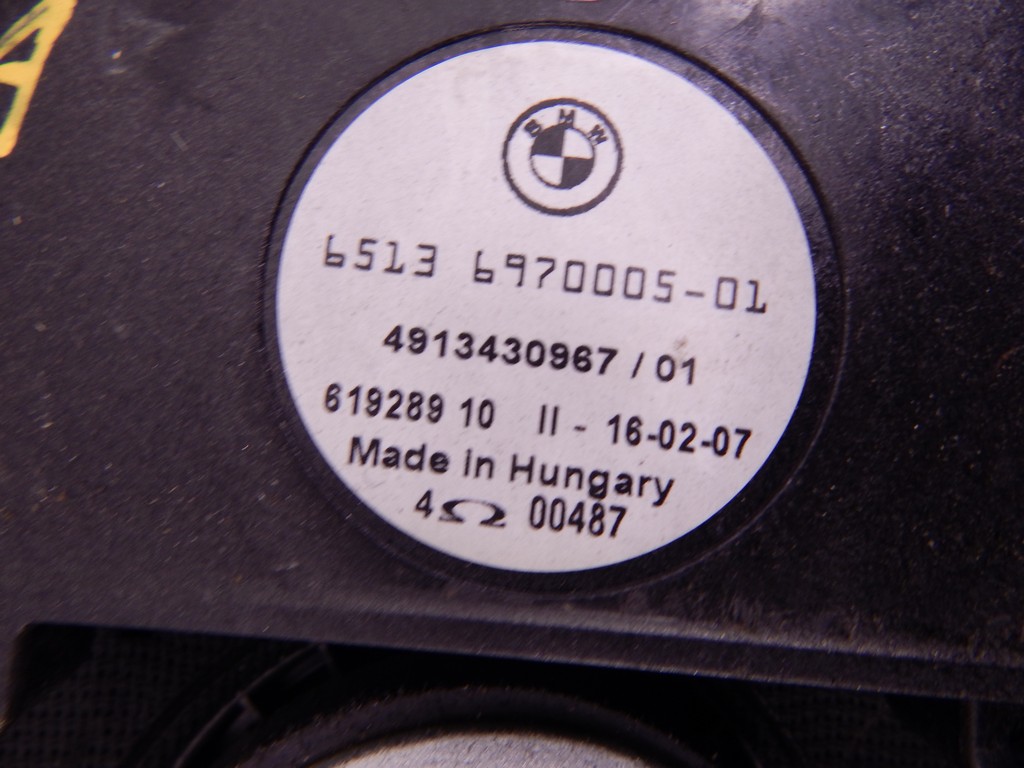 A
BMW
6513 6970005-01
4913430967 / 01
619289 10 II - 16-02-07
Made in Hungary
4Ω 00487